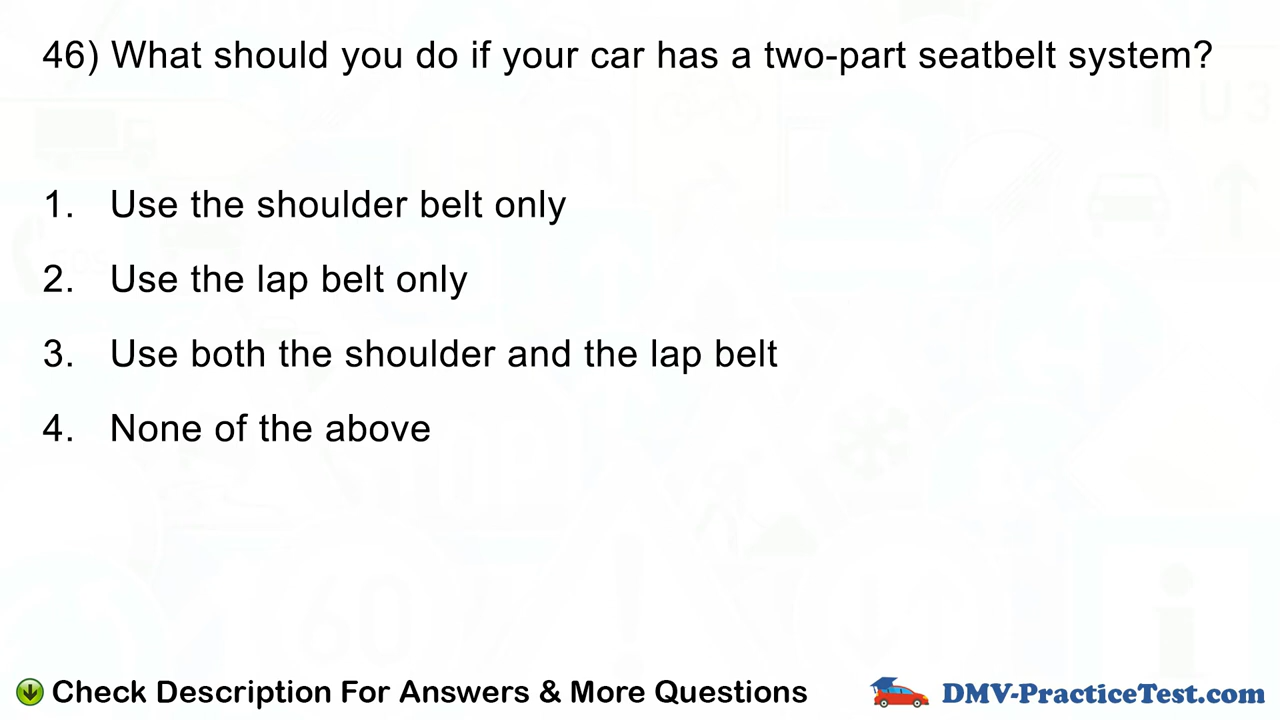 46) What should you do if your car has a two-part seatbelt system?
1. Use the shoulder belt only
2. Use the lap belt only
3. Use both the shoulder and the lap belt
4. None of the above
Check Description For Answers & More Questions
DMV-PracticeTest.com